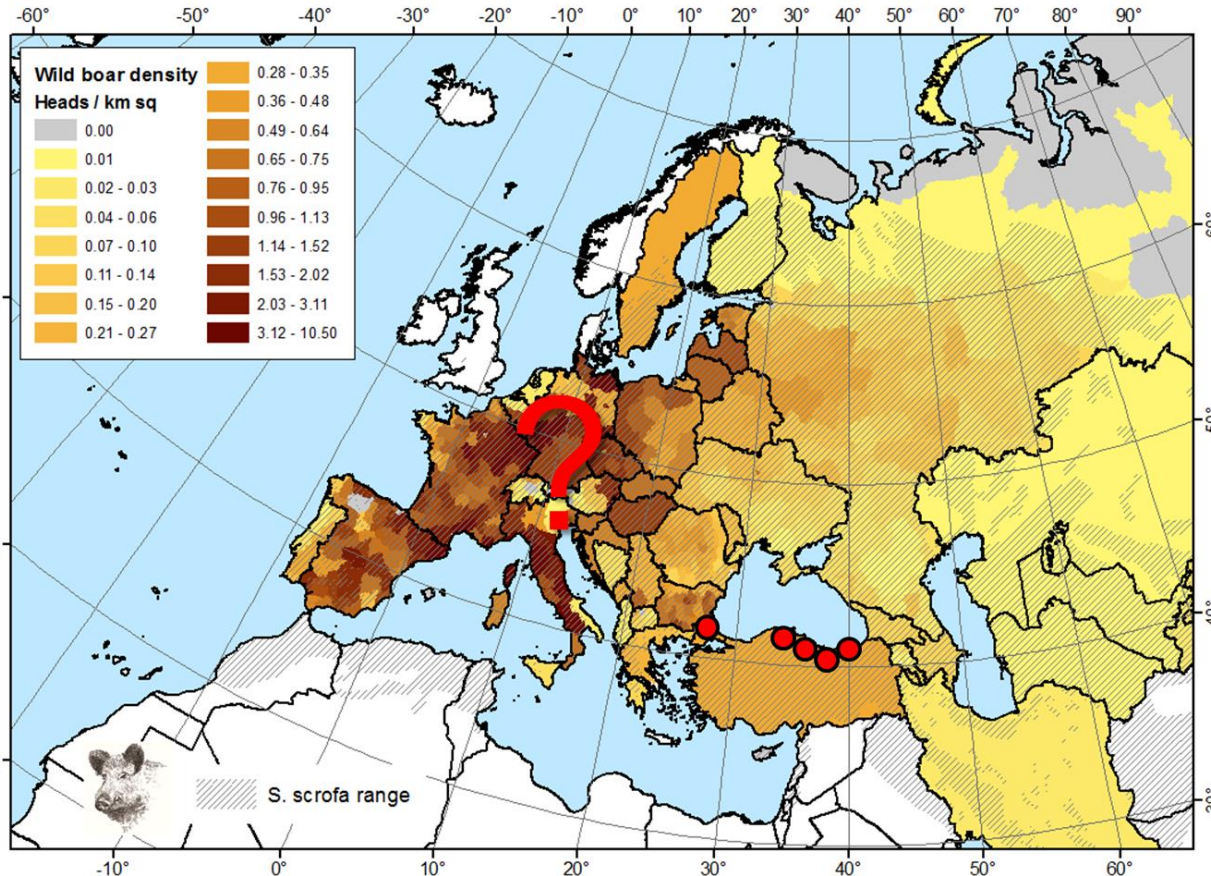 -60° -50° -40° -30° -20° -10° 0° 10° 20° 30° 40° 50° 60° 70° 80° 90°
Wild boar density
Heads / km sq
0.00
0.01
0.02 - 0.03
0.04 - 0.06
0.07 - 0.10
0.11 - 0.14
0.15 - 0.20
0.21 - 0.27
0.28 - 0.35
0.36 - 0.48
0.49 - 0.64
0.65 - 0.75
0.76 - 0.95
0.96 - 1.13
1.14 - 1.52
1.53 - 2.02
2.03 - 3.11
3.12 - 10.50
60°
50°
40°
30°
?
S. scrofa range
-10° 0° 10° 20° 30° 40° 50° 60°